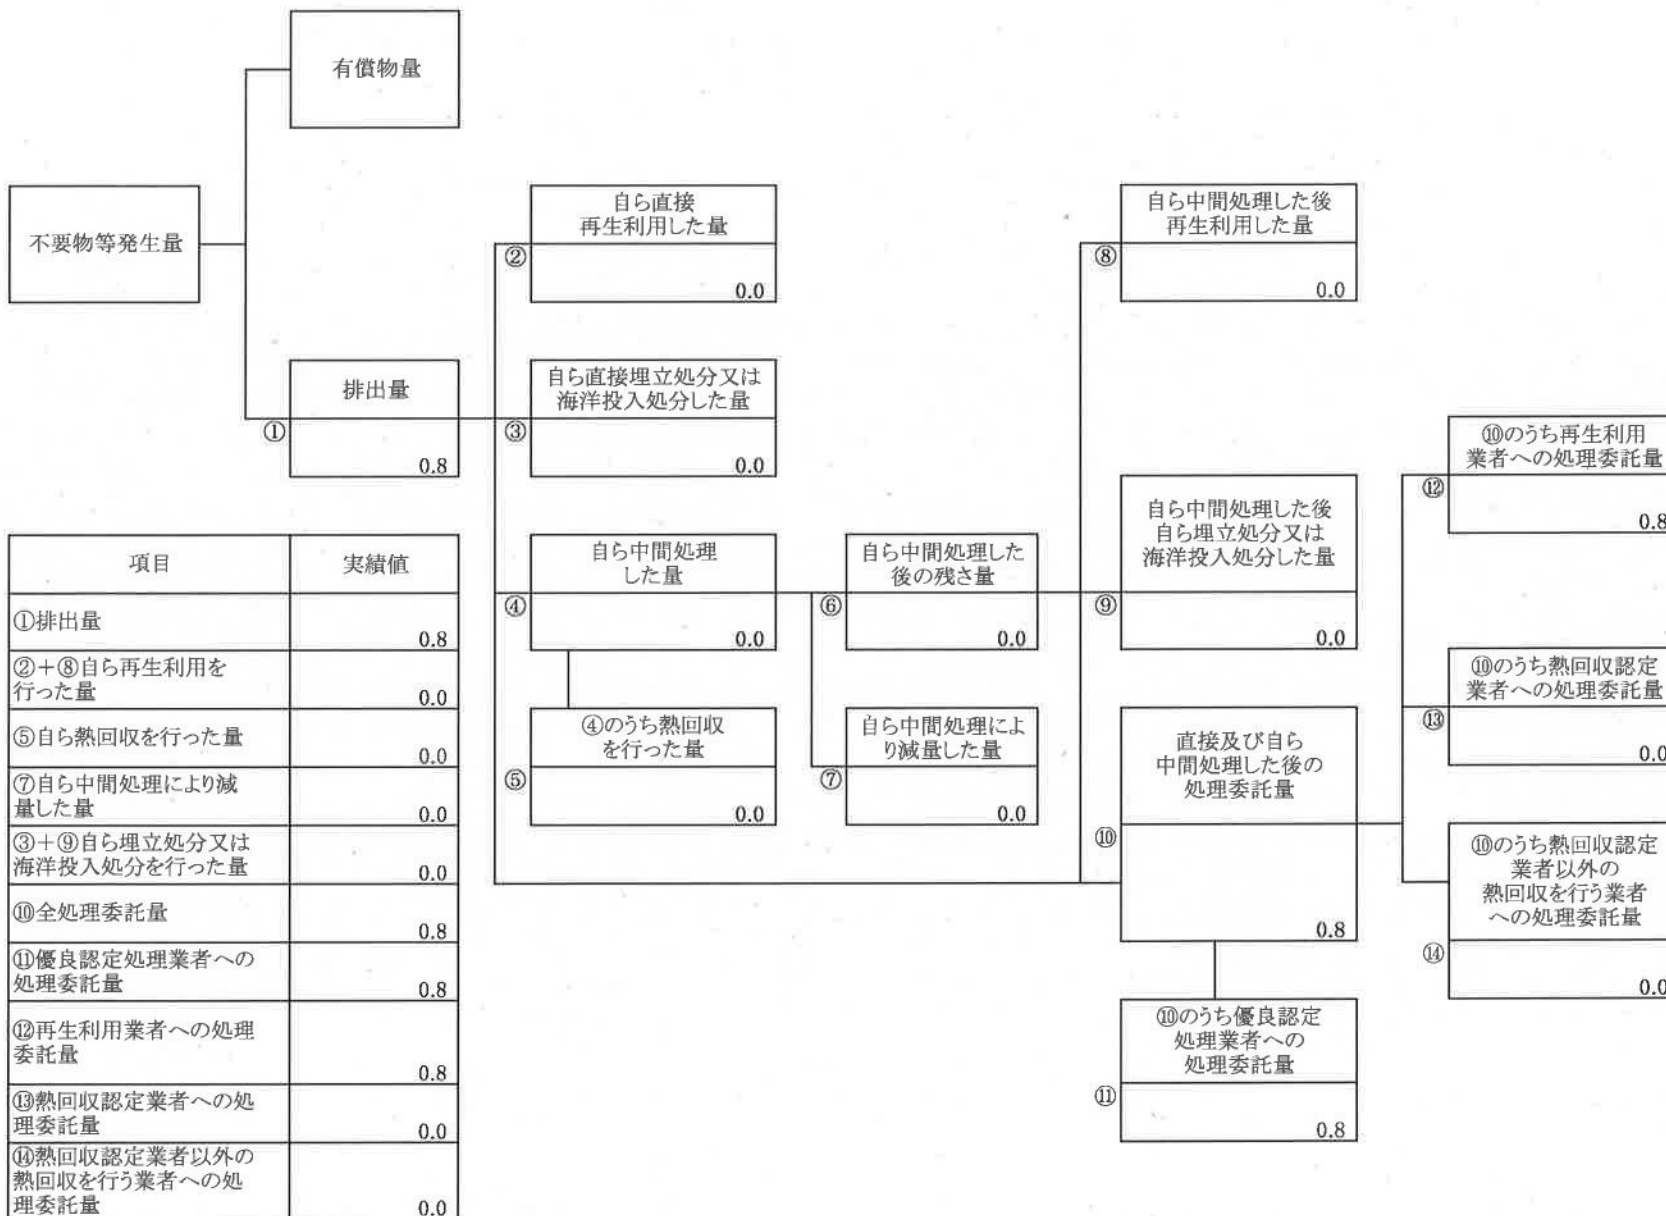 有償物量
不要物等発生量
自ら直接
再生利用した量
②
0.0
自ら中間処理した後
再生利用した量
⑧
0.0
排出量
①
0.8
自ら直接埋立処分又は
海洋投入処分した量
③
0.0
⑩のうち再生利用
業者への処理委託量
⑫
0.8
自ら中間処理
した量
④
0.0
自ら中間処理した
後の残さ量
⑥
0.0
自ら中間処理した後
自ら埋立処分又は
海洋投入処分した量
⑨
0.0
⑩のうち熱回収認定
業者への処理委託量
⑬
0.0
④のうち熱回収
を行った量
⑤
0.0
自ら中間処理によ
り減量した量
⑦
0.0
直接及び自ら
中間処理した後の
処理委託量
⑩
0.8
⑩のうち熱回収認定
業者以外の
熱回収を行う業者
への処理委託量
⑭
0.0
⑩のうち優良認定
処理業者への
処理委託量
⑪
0.8
項目 実績値
①排出量
0.8
②+⑧自ら再生利用を
行った量
0.0
⑤自ら熱回収を行った量
0.0
⑦自ら中間処理により減
量した量
0.0
③+⑨自ら埋立処分又は
海洋投入処分を行った量
0.0
⑩全処理委託量
0.8
⑪優良認定処理業者への
処理委託量
0.8
⑫再生利用業者への処理
委託量
0.8
⑬熱回収認定業者への処
理委託量
0.0
⑭熱回収認定業者以外の
熱回収を行う業者への処
理委託量
0.0